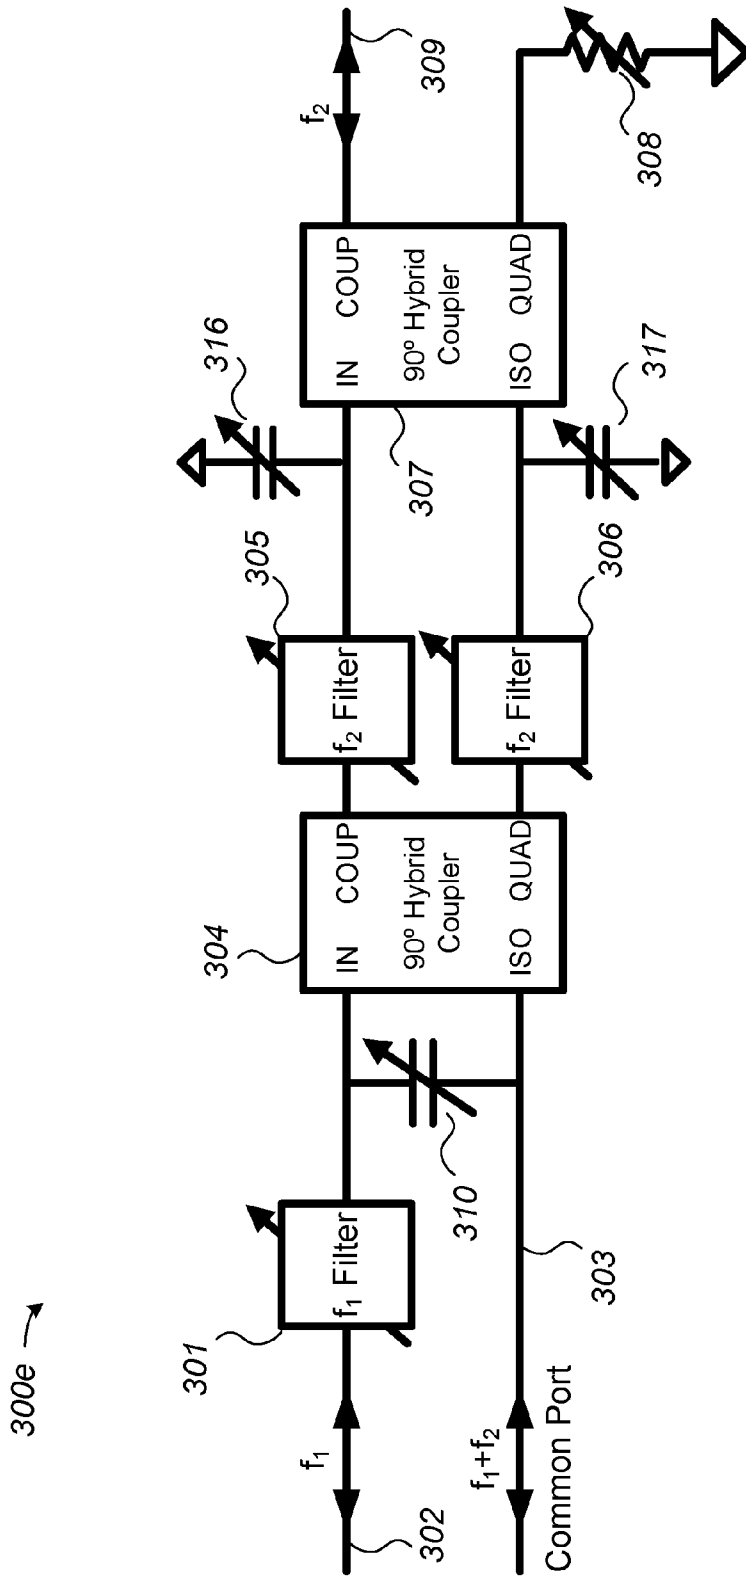 300e
302
f₁
301
f₁ Filter
310
304
IN COUP
90º Hybrid
Coupler
ISO QUAD
305
f₂ Filter
316
307
IN COUP
90º Hybrid
Coupler
ISO QUAD
f₂
309
f₁+f₂
Common Port
303
f₂ Filter
306
317
308